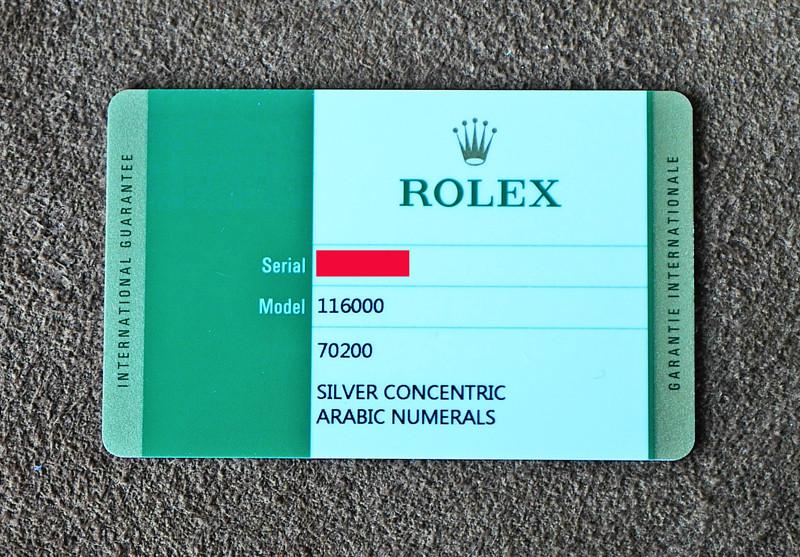 INTERNATIONAL GUARANTEE
ROLEX
Serial
Model 116000
70200
SILVER CONCENTRIC
ARABIC NUMERALS
GARANTIE INTERNATIONALE